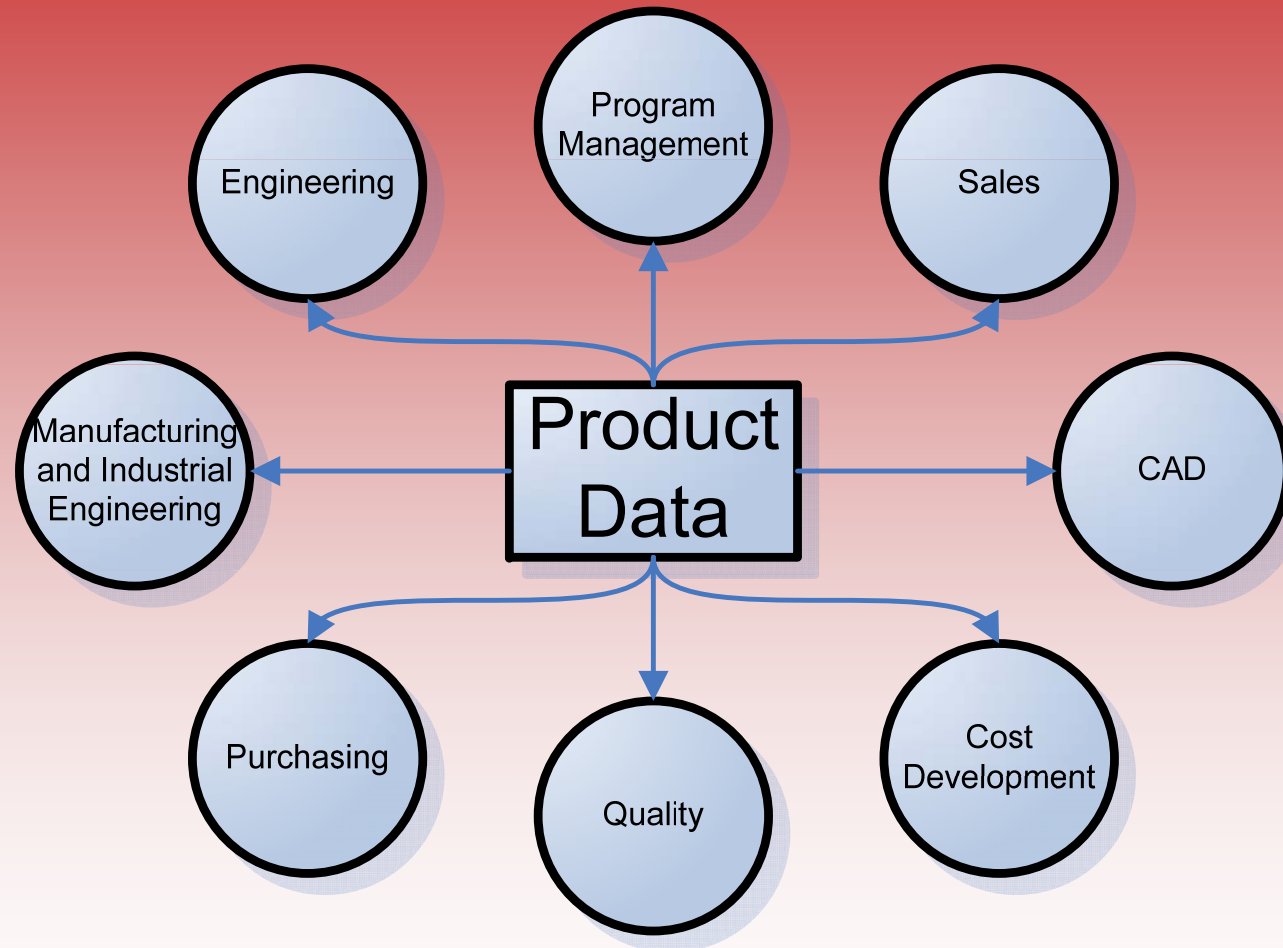 Program
Management
Engineering
Sales
Manufacturing
and Industrial
Engineering
Product
Data
CAD
Purchasing
Quality
Cost
Development